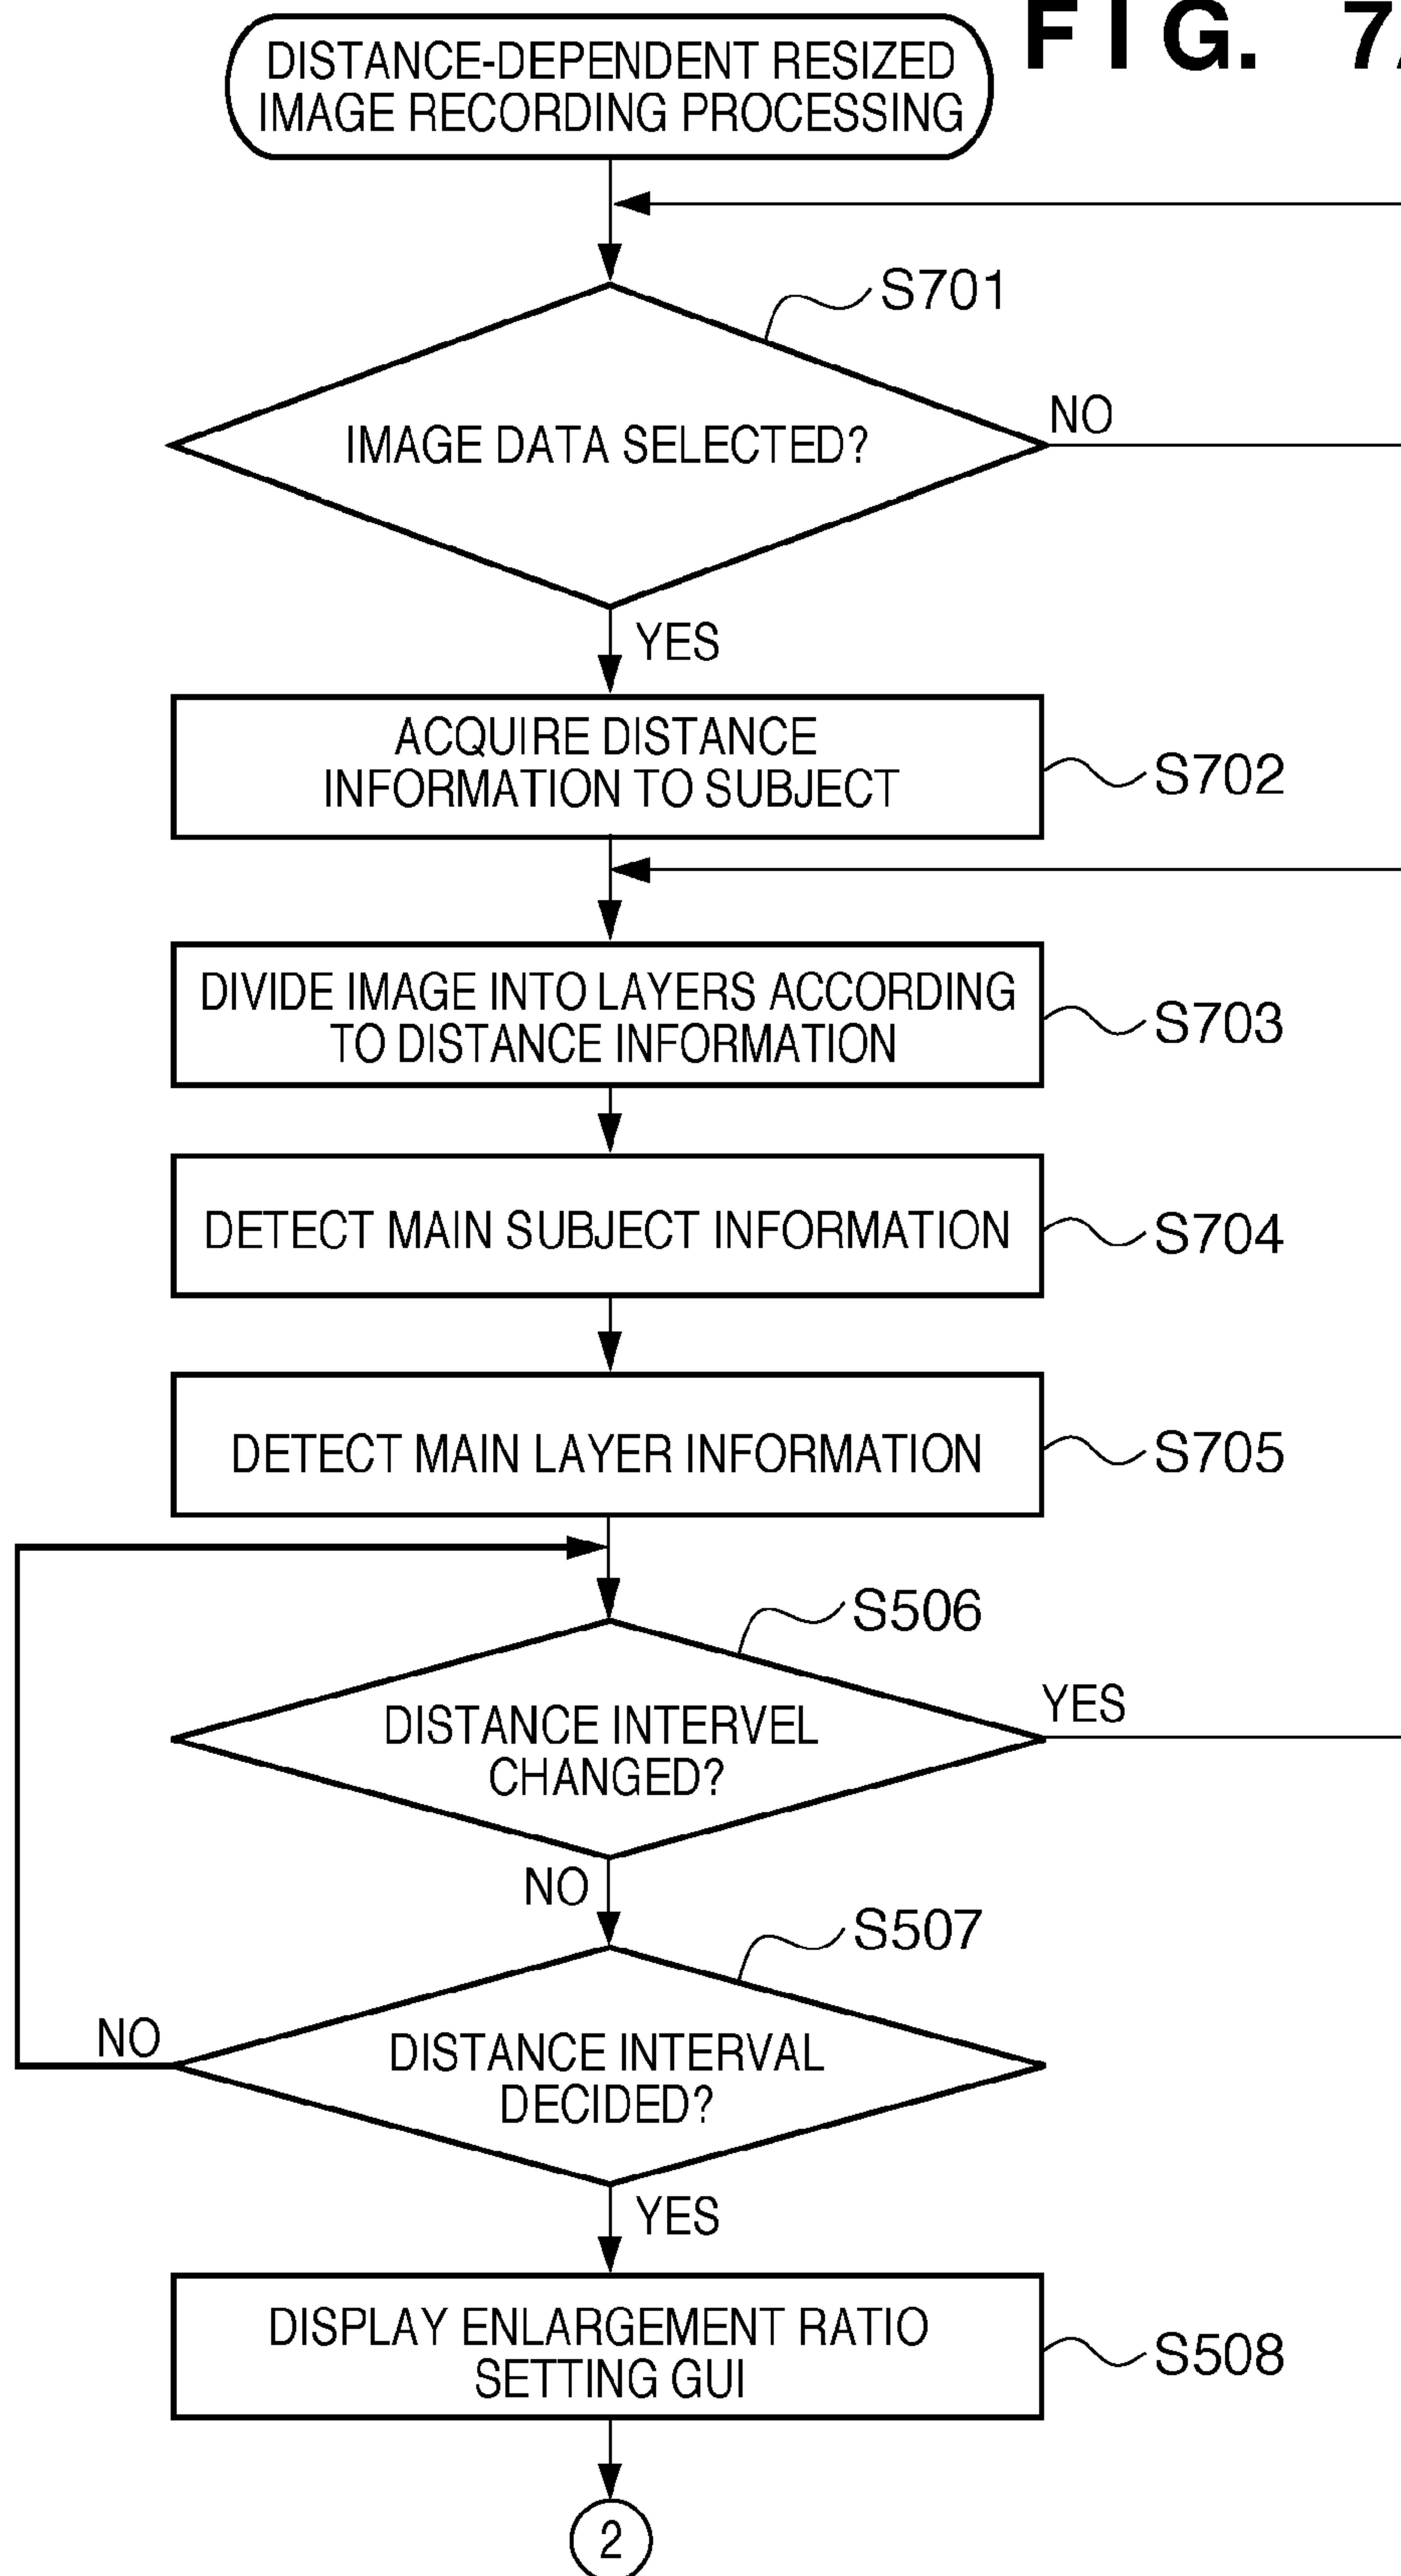 FIG. 7A
DISTANCE-DEPENDENT RESIZED
IMAGE RECORDING PROCESSING
S701
IMAGE DATA SELECTED?
NO
YES
ACQUIRE DISTANCE
INFORMATION TO SUBJECT
S702
DIVIDE IMAGE INTO LAYERS ACCORDING
TO DISTANCE INFORMATION
S703
DETECT MAIN SUBJECT INFORMATION
S704
DETECT MAIN LAYER INFORMATION
S705
S506
DISTANCE INTERVEL
CHANGED?
YES
NO
S507
DISTANCE INTERVAL
DECIDED?
NO
YES
DISPLAY ENLARGEMENT RATIO
SETTING GUI
S508
2